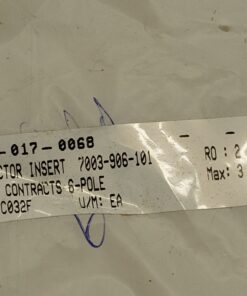 -017-0068
CTOR INSERT 7003-906-101
CONTRACTS 6-POLE
C032F U/M: EA
RO: 2
Max: 3